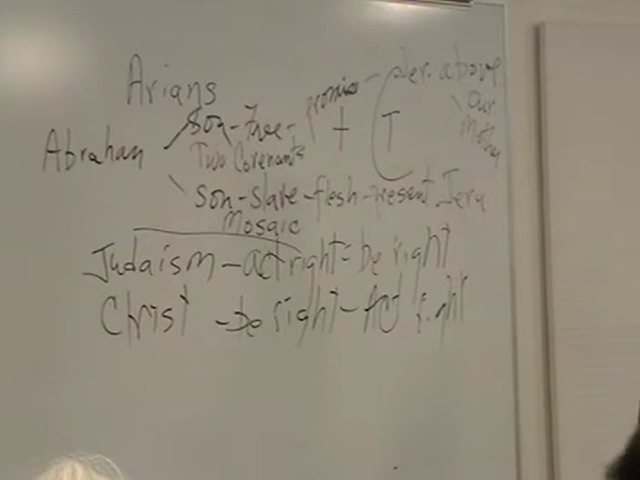 Arians
Jer. above
promise
Our
Mother
Abraham
Son-Free-
+ T
Two Covenants
Son-slave-flesh-present Jeru
Mosaic
Judaism-act right=be right
Christ -be right-Act right